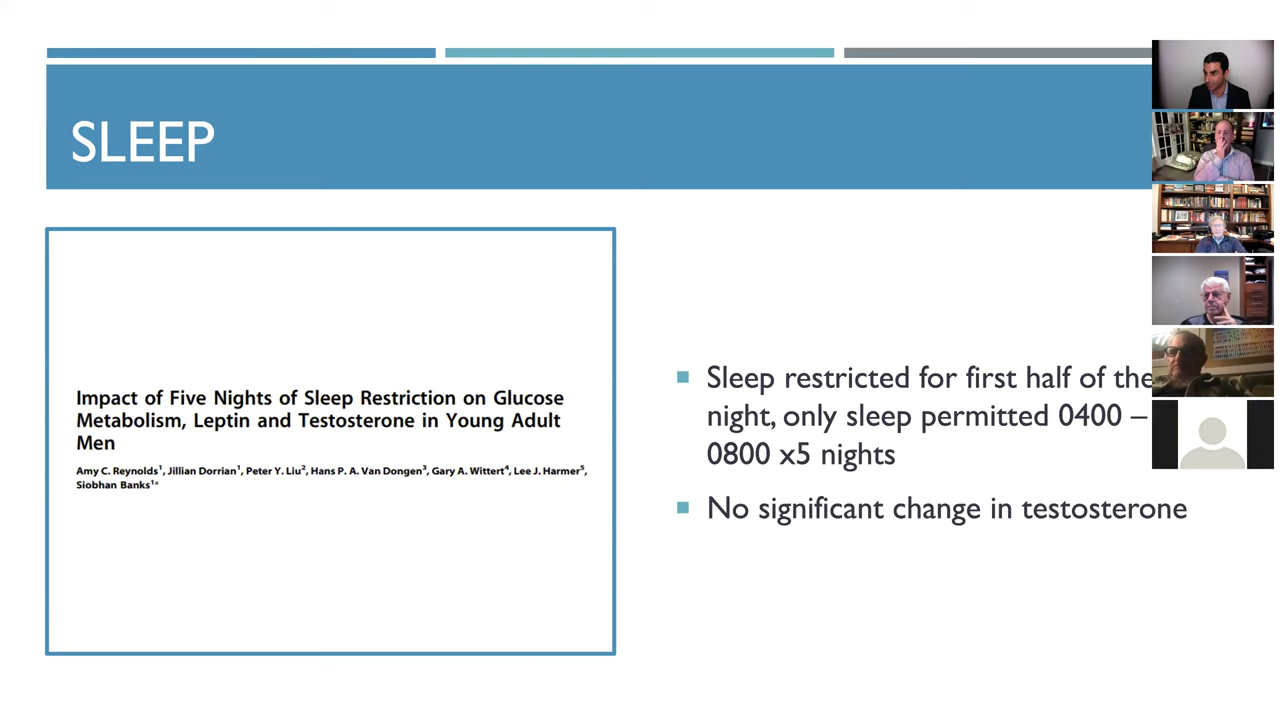 SLEEP
Impact of Five Nights of Sleep Restriction on Glucose
Metabolism, Leptin and Testosterone in Young Adult
Men
Amy C. Reynolds1, Jillian Dorrian1, Peter Y. Liu2, Hans P. A. Van Dongen3, Gary A. Wittert4, Lee J. Harmer5,
Siobhan Banks1*
Sleep restricted for first half of the
night, only sleep permitted 0400 –
0800 x5 nights
No significant change in testosterone